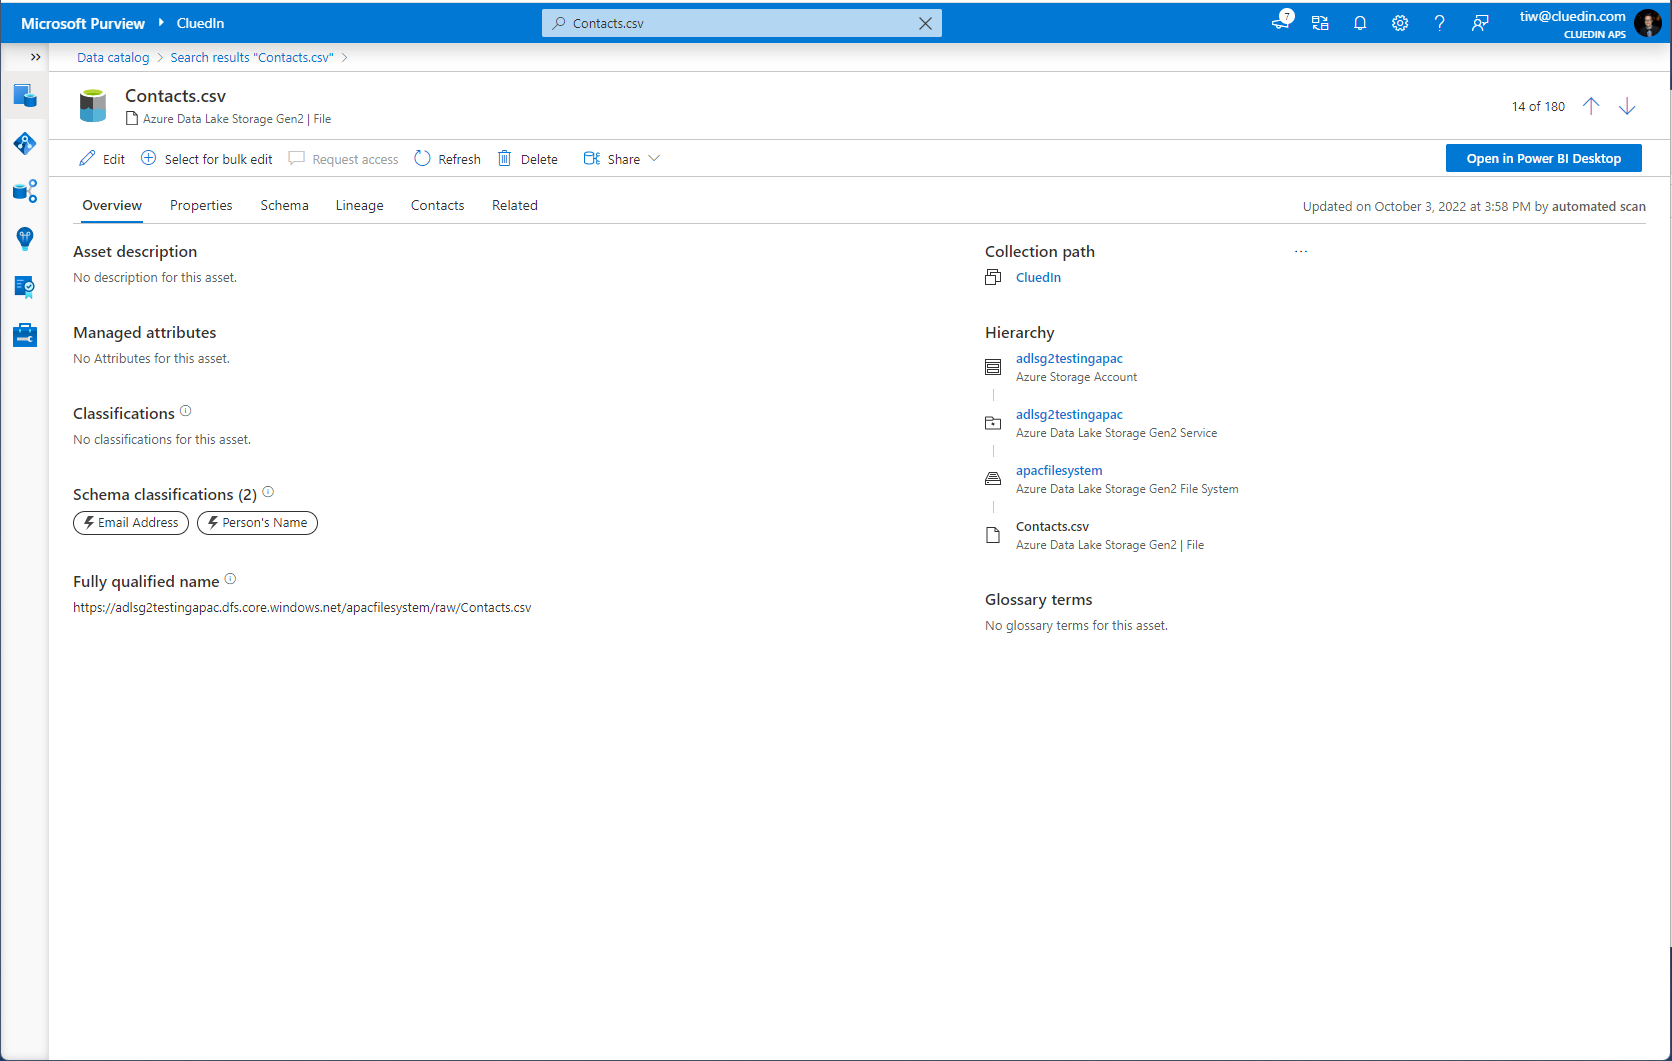 Microsoft Purview CluedIn
Contacts.csv
7
tiw@cluedin.com
CLUEDIN APS
Data catalog
Search results "Contacts.csv"
Contacts.csv
Azure Data Lake Storage Gen2 | File
14 of 180
Edit
Select for bulk edit
Request access
Refresh
Delete
Share
Open in Power BI Desktop
Overview
Properties
Schema
Lineage
Contacts
Related
Updated on October 3, 2022 at 3:58 PM by automated scan
Asset description
No description for this asset.
Managed attributes
No Attributes for this asset.
Classifications
No classifications for this asset.
Schema classifications (2)
Email Address
Person's Name
Fully qualified name
https://adlsg2testingapac.dfs.core.windows.net/apacfilesystem/raw/Contacts.csv
Collection path
...
CluedIn
Hierarchy
adlsg2testingapac
Azure Storage Account
adlsg2testingapac
Azure Data Lake Storage Gen2 Service
apacfilesystem
Azure Data Lake Storage Gen2 File System
Contacts.csv
Azure Data Lake Storage Gen2 | File
Glossary terms
No glossary terms for this asset.